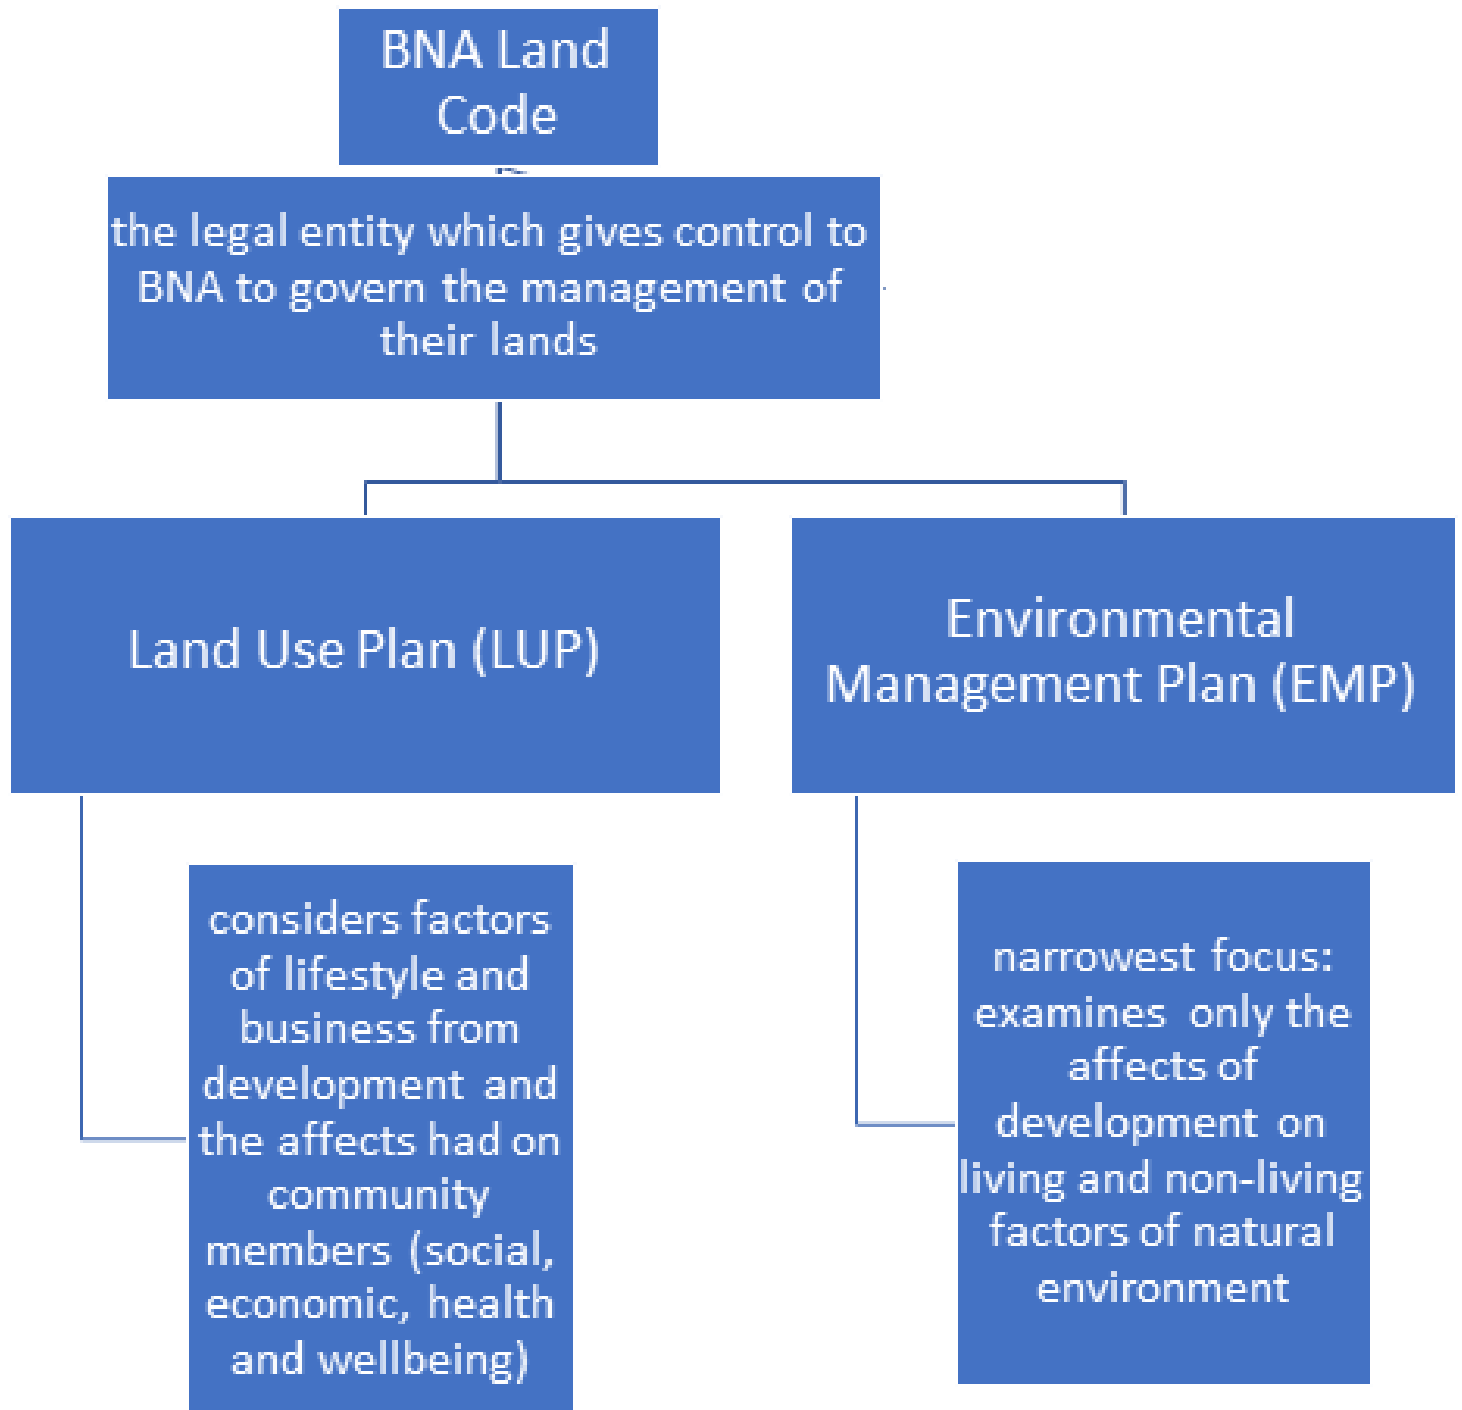 BNA Land
Code
the legal entity which gives control to
BNA to govern the management of
their lands
Land Use Plan (LUP)
Environmental
Management Plan (EMP)
considers factors
of lifestyle and
business from
development and
the affects had on
community
members (social,
economic, health
and wellbeing)
narrowest focus:
examines only the
affects of
development on
living and non-living
factors of natural
environment